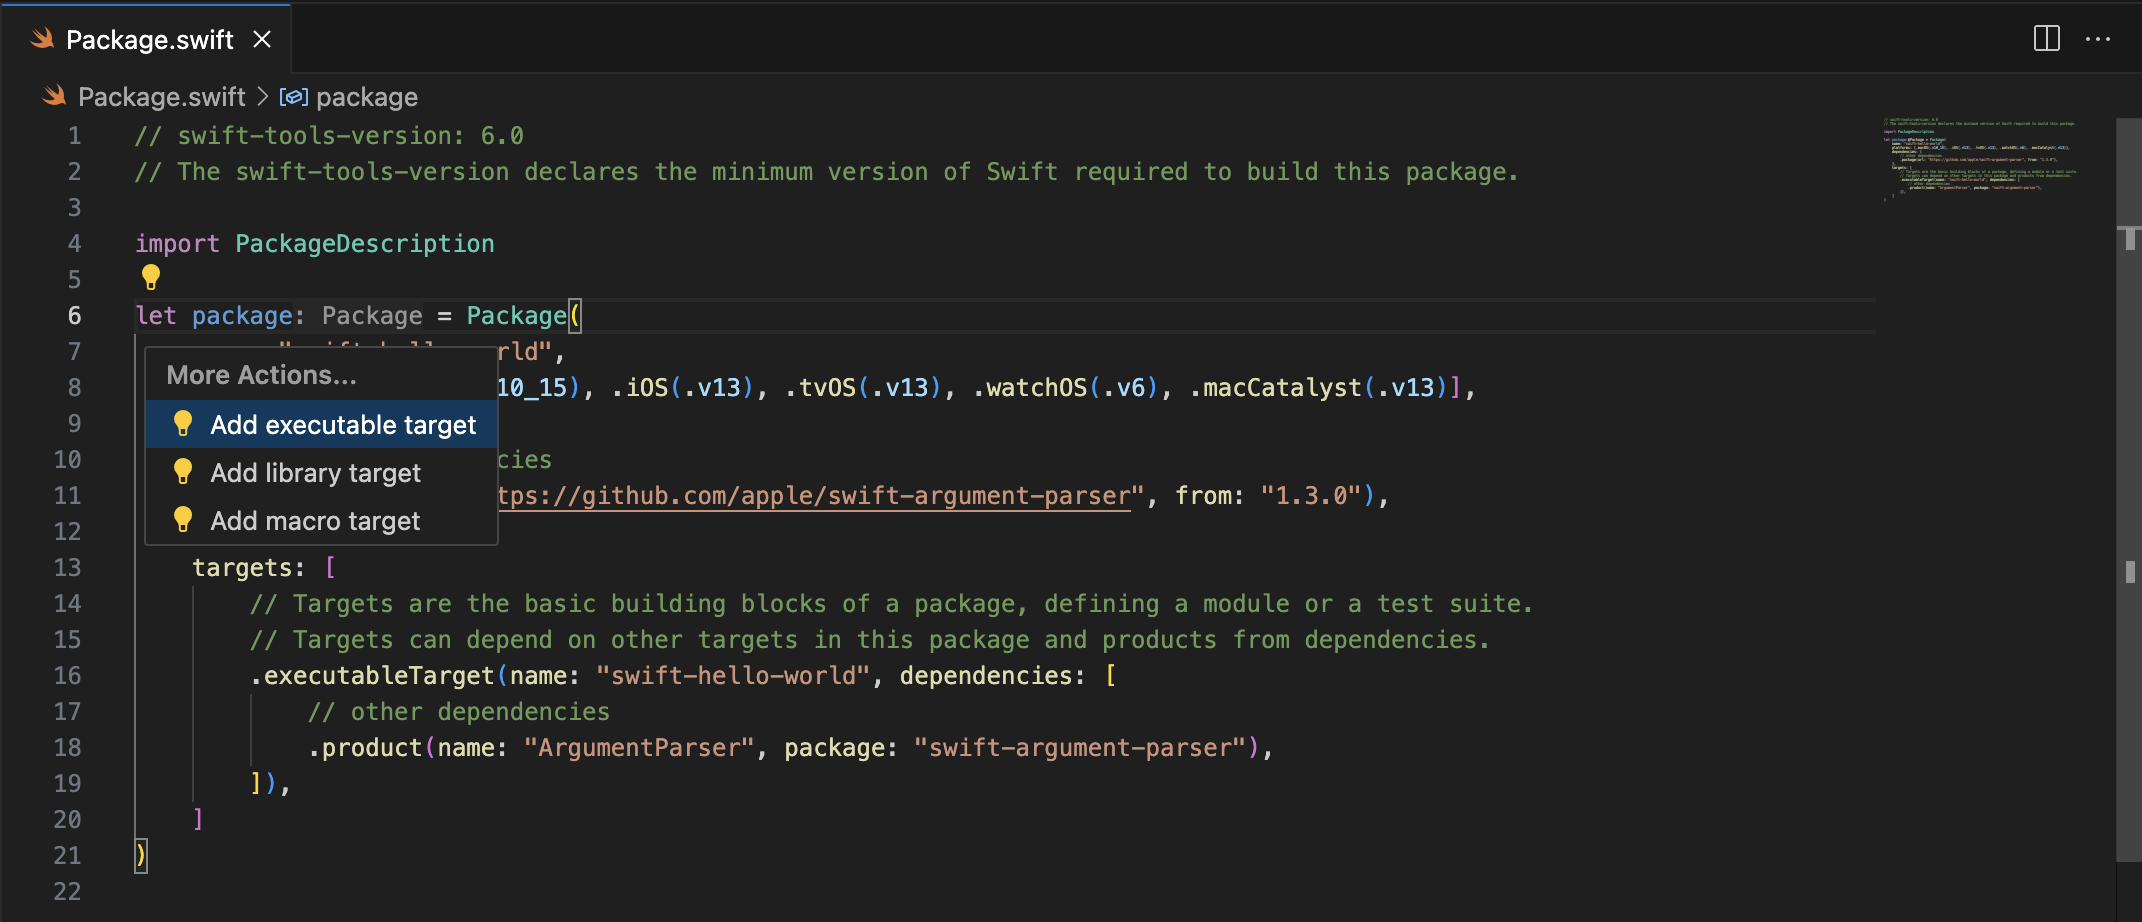 Package.swift
Package.swift > package
1 // swift-tools-version: 6.0
2 // The swift-tools-version declares the minimum version of Swift required to build this package.
3
4 import PackageDescription
5
6 let package: Package = Package(
7 rld",
8 10_15), .iOS(.v13), .tvOS(.v13), .watchOS(.v6), .macCatalyst(.v13)],
9
10 cies
11 tps://github.com/apple/swift-argument-parser", from: "1.3.0"),
12
More Actions...
Add executable target
Add library target
Add macro target
13 targets: [
14 // Targets are the basic building blocks of a package, defining a module or a test suite.
15 // Targets can depend on other targets in this package and products from dependencies.
16 .executableTarget(name: "swift-hello-world", dependencies: [
17 // other dependencies
18 .product(name: "ArgumentParser", package: "swift-argument-parser"),
19 ]),
20 ]
21 )
22